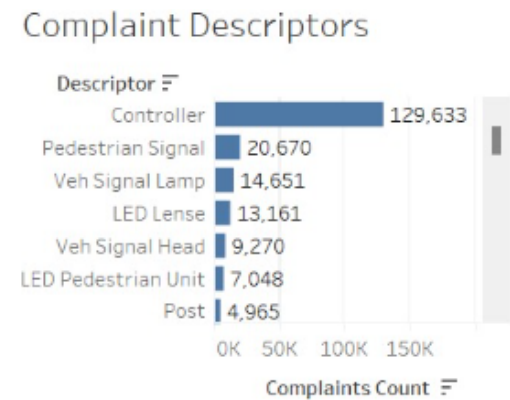 Complaint Descriptors
Descriptor
Controller 129,633
Pedestrian Signal 20,670
Veh Signal Lamp 14,651
LED Lense 13,161
Veh Signal Head 9,270
LED Pedestrian Unit 7,048
Post 4,965
0K 50K 100K 150K
Complaints Count